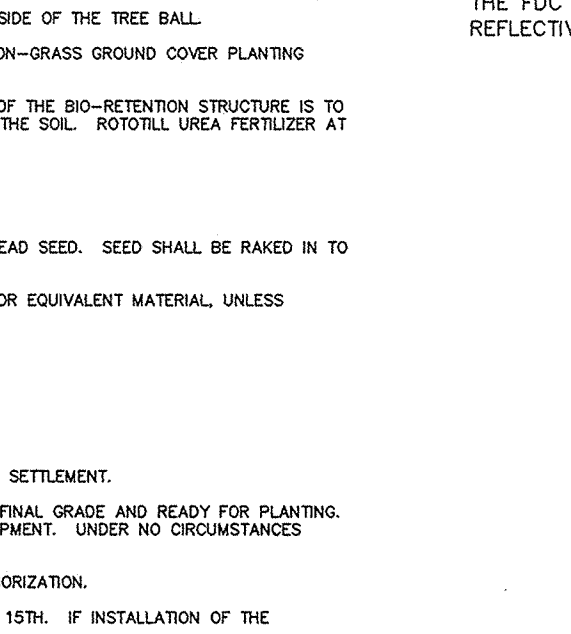 SIDE OF THE TREE BALL
ON-GRASS GROUND COVER PLANTING
OF THE BIO-RETENTION STRUCTURE IS TO
THE SOIL. ROTOTILL UREA FERTILIZER AT
EAD SEED. SEED SHALL BE RAKED IN TO
OR EQUIVALENT MATERIAL, UNLESS
SETTLEMENT.
FINAL GRADE AND READY FOR PLANTING.
PMENT. UNDER NO CIRCUMSTANCES
ORIZATION.
15TH. IF INSTALLATION OF THE
THE FDC
REFLECTIV